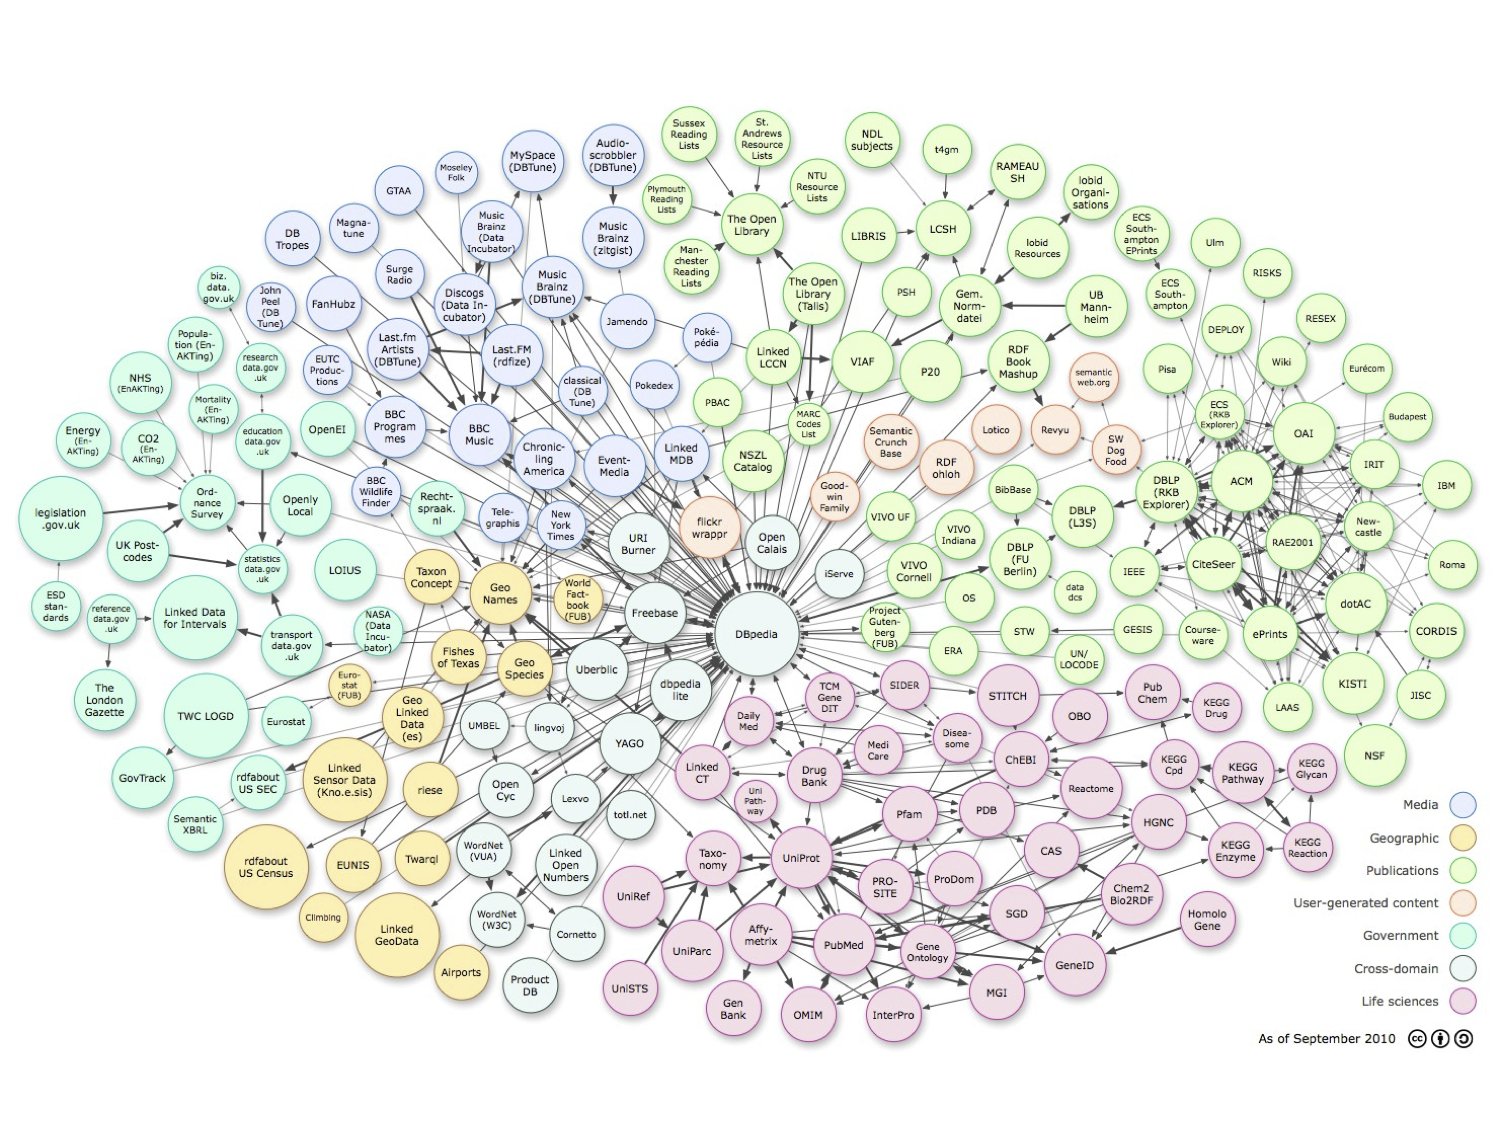 Audio-
scrobbler
(DBTune)
MySpace
(DBTune)
Moseley
Folk
GTAA
Magna-
tune
DB
Tropes
Music
Brainz
(Data
Incubator)
Music
Brainz
(zitgist)
Surge
Radio
Discogs
(Data In-
cubator)
Music
Brainz
(DBTune)
FanHubz
John
Peel
(DB
Tune)
Jamendo
Poké-
pédia
Last.fm
Artists
(DBTune)
Last.FM
(rdfize)
EUTC
Produc-
tions
classical
(DB
Tune)
Pokedex
BBC
Program
mes
BBC
Music
Chronic-
ling
America
Event-
Media
Linked
MDB
BBC
Wildlife
Finder
Tele-
graphis
New
York
Times
Sussex
Reading
Lists
St.
Andrews
Resource
Lists
NDL
subjects
t4gm
RAMEAU
SH
lobid
Organi-
sations
Plymouth
Reading
Lists
NTU
Resource
Lists
The Open
Library
LIBRIS
LCSH
lobid
Resources
ECS
South-
ampton
EPrints
Ulm
Man-
chester
Reading
Lists
The Open
Library
(Talis)
PSH
Gem.
Norm-
datei
UB
Mann-
heim
ECS
South-
ampton
RISKS
RESEX
DEPLOY
Linked
LCCN
VIAF
P20
RDF
Book
Mashup
Pisa
Wiki
Eurécom
PBAC
MARC
Codes
List
NSZL
Catalog
ECS
(RKB
Explorer)
OAI
Budapest
IRIT
IBM
DBLP
(RKB
Explorer)
ACM
BibBase
DBLP
(L3S)
New-
castle
VIVO UF
VIVO
Indiana
RAE2001
VIVO
Cornell
DBLP
(FU
Berlin)
IEEE
CiteSeer
Roma
OS
data
dcs
dotAC
Project
Guten-
berg
(FUB)
STW
GESIS
Course-
ware
ePrints
CORDIS
ERA
UN/
LOCODE
LAAS
KISTI
JISC
NSF
semantic
web.org
Semantic
Crunch
Base
Lotico
Revyu
SW
Dog
Food
RDF
ohloh
Good-
win
Family
flickr
wrappr
biz.
data.
gov.uk
Popula-
tion (En-
AKTing)
research
data.gov
.uk
NHS
(EnAKTing)
Mortality
(En-
AKTing)
Energy
(En-
AKTing)
CO2
(En-
AKTing)
education
data.gov
.uk
OpenEI
legislation
.gov.uk
Ord-
nance
Survey
Openly
Local
Recht-
spraak.
nl
UK Post-
codes
statistics
data.gov
.uk
LOIUS
ESD
stan-
dards
reference
data.gov
.uk
Linked Data
for Intervals
transport
data.gov
.uk
NASA
(Data
Incu-
bator)
The
London
Gazette
TWC LOGD
Eurostat
GovTrack
rdfabout
US SEC
Semantic
XBRL
Taxon
Concept
Geo
Names
World
Fact-
book
(FUB)
Fishes
of Texas
Geo
Species
Euro-
stat
(FUB)
Geo
Linked
Data
(es)
Linked
Sensor Data
(Kno.e.sis)
riese
rdfabout
US Census
EUNIS
Twarql
Climbing
Linked
GeoData
Airports
URI
Burner
Open
Calais
iServe
Freebase
DBpedia
Uberblic
dbpedia
lite
UMBEL
lingvoj
YAGO
Open
Cyc
Lexvo
totl.net
WordNet
(VUA)
Linked
Open
Numbers
WordNet
(W3C)
Cornetto
Product
DB
TCM
Gene
DIT
SIDER
STITCH
Pub
Chem
KEGG
Drug
Daily
Med
Disea-
some
OBO
Medi
Care
Linked
CT
Drug
Bank
ChEBI
KEGG
Cpd
KEGG
Pathway
KEGG
Glycan
Uni
Path-
way
Reactome
Pfam
PDB
HGNC
Taxo-
nomy
UniProt
CAS
KEGG
Enzyme
KEGG
Reaction
PRO-
SITE
ProDom
UniRef
Chem2
Bio2RDF
Homolo
Gene
Affy-
metrix
SGD
UniParc
PubMed
Gene
Ontology
GeneID
UniSTS
Gen
Bank
OMIM
InterPro
MGI
Media
Geographic
Publications
User-generated content
Government
Cross-domain
Life sciences
As of September 2010
cc